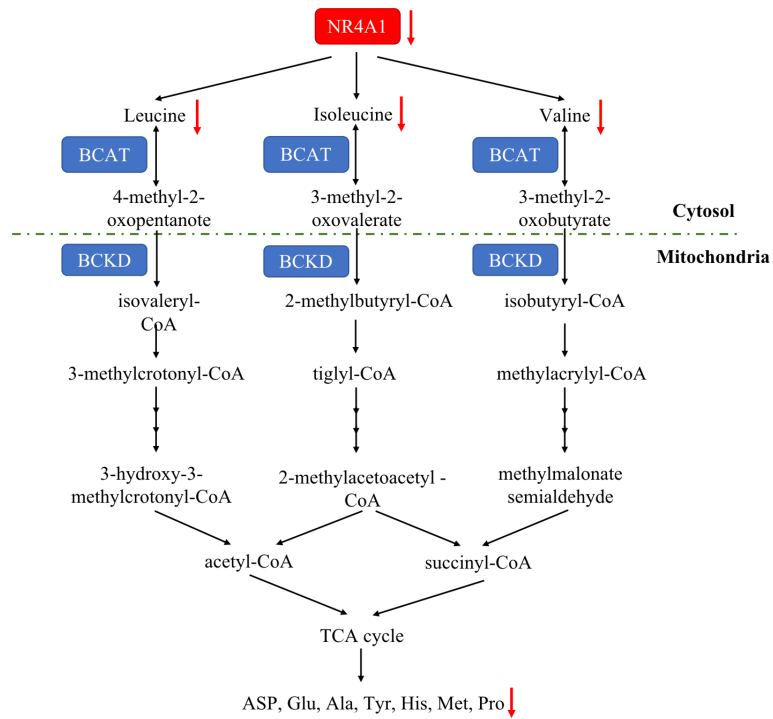 NR4A1
Leucine
Isoleucine
Valine
BCAT
BCAT
BCAT
4-methyl-2-
oxopentanote
3-methyl-2-
oxovalerate
3-methyl-2-
oxobutyrate
Cytosol
Mitochondria
BCKD
BCKD
BCKD
isovaleryl-
CoA
2-methylbutyryl-CoA
isobutyryl-CoA
3-methylcrotonyl-CoA
tiglyl-CoA
methylacrylyl-CoA
3-hydroxy-3-
methylcrotonyl-CoA
2-methylacetoacetyl -
CoA
methylmalonate
semialdehyde
acetyl-CoA
succinyl-CoA
TCA cycle
ASP, Glu, Ala, Tyr, His, Met, Pro